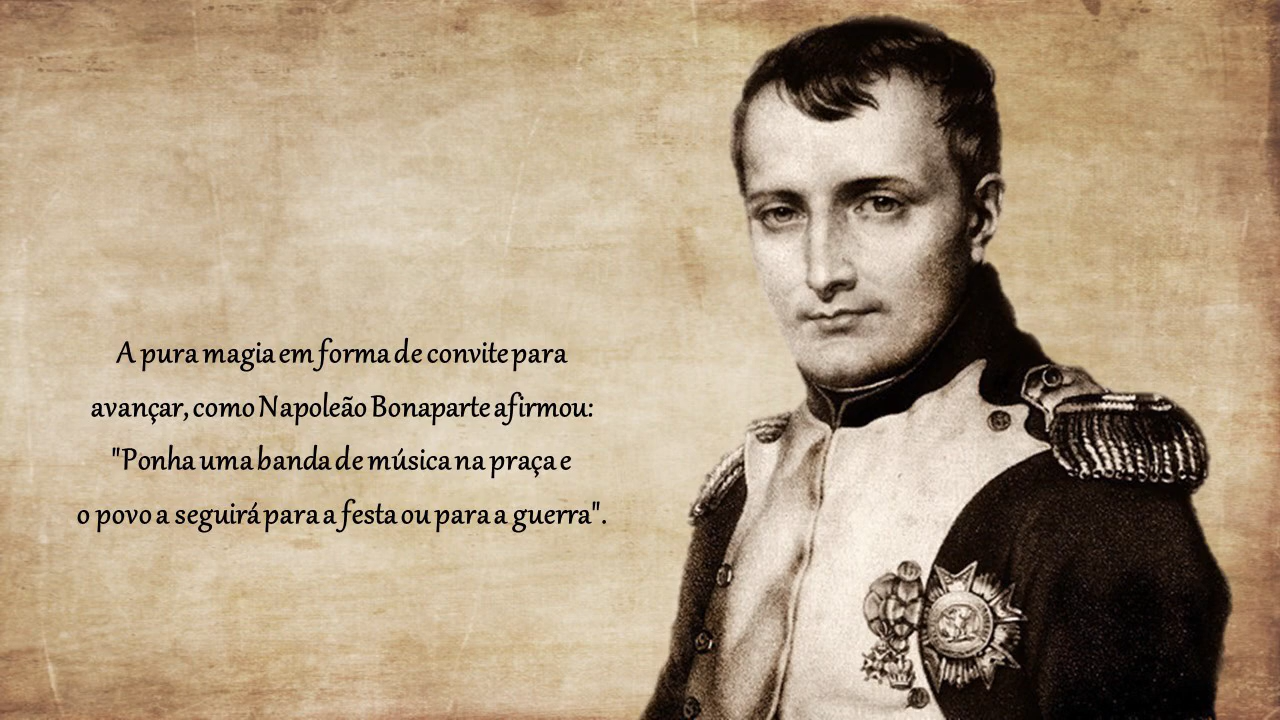 A pura magia em forma de convite para
avançar, como Napoleão Bonaparte afirmou:
"Ponha uma banda de música na praça e
o povo a seguirá para a festa ou para a guerra".